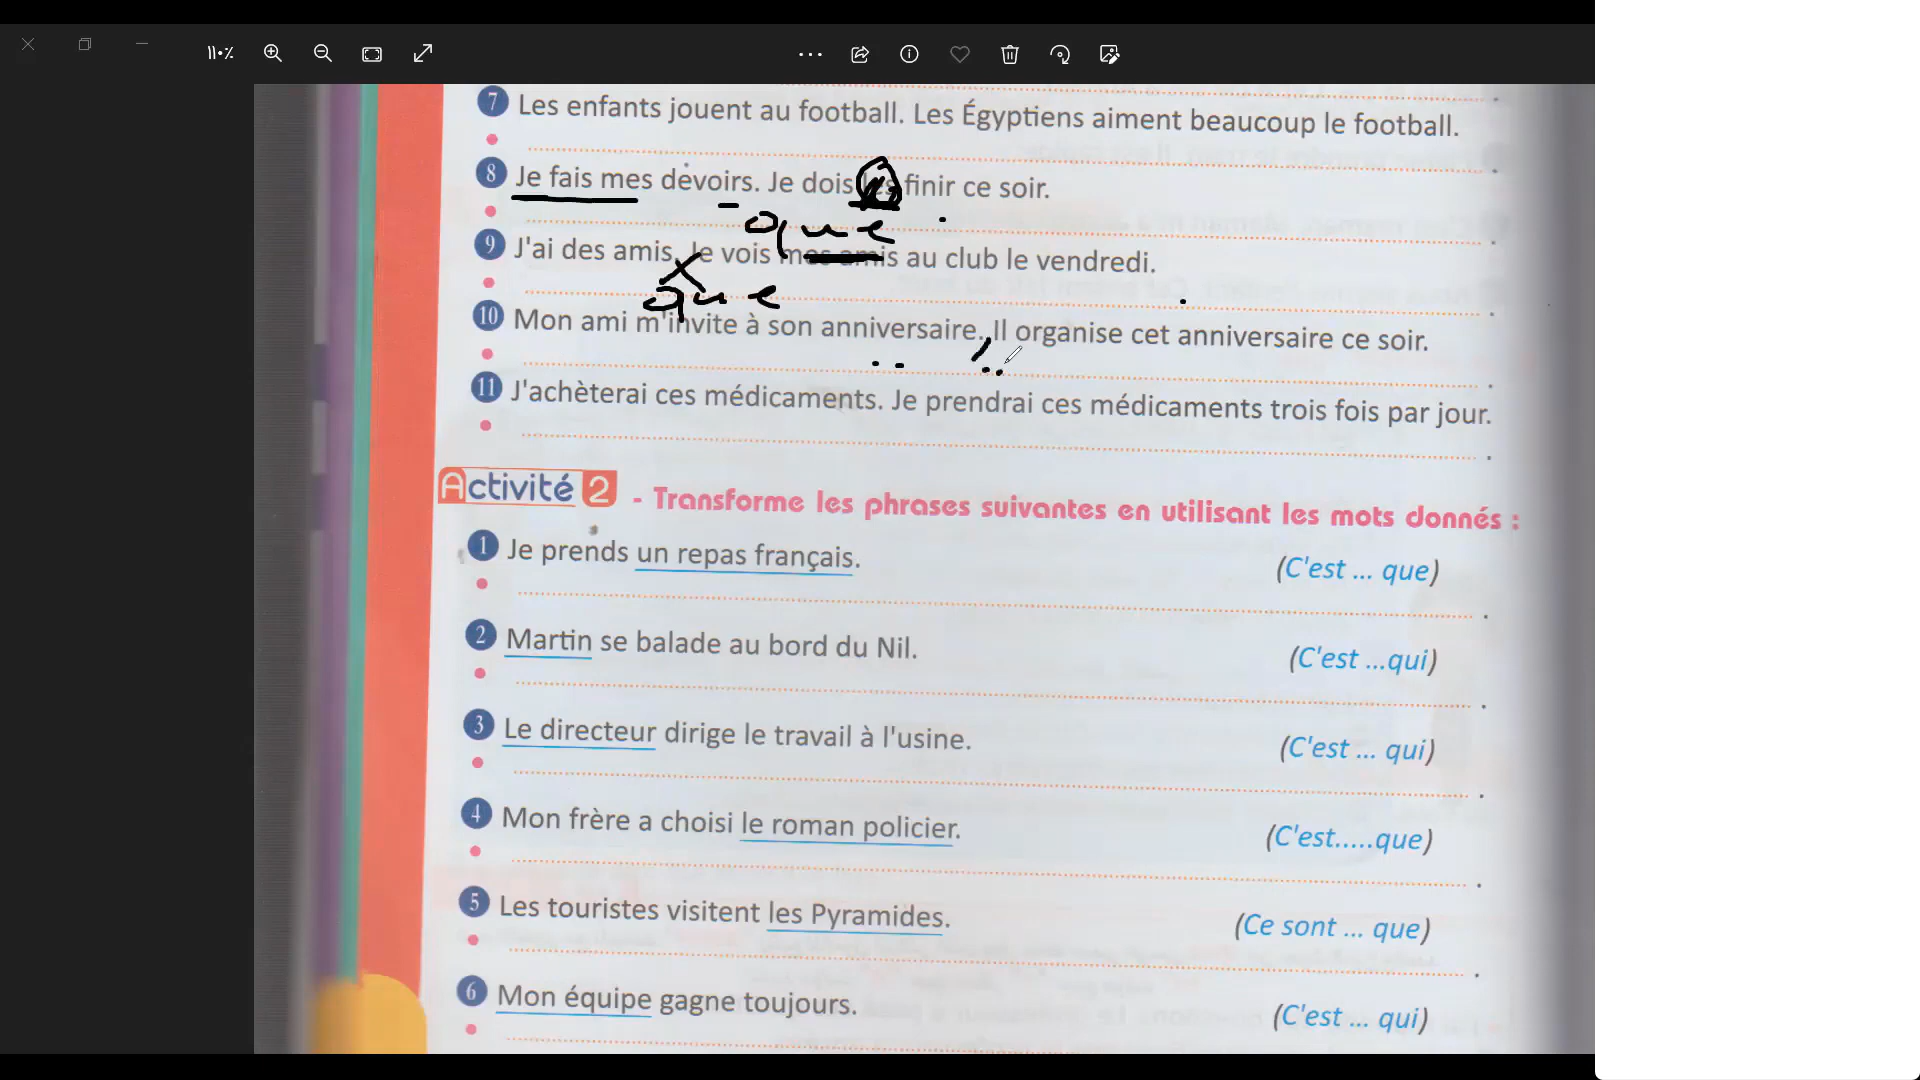 ١١٠٪
7 Les enfants jouent au football. Les Égyptiens aiment beaucoup le football.
8 Je fais mes devoirs. Je dois les finir ce soir.
que
9 J'ai des amis. Je vois mes amis au club le vendredi.
que
10 Mon ami m'invite à son anniversaire. Il organise cet anniversaire ce soir.
11 J'achèterai ces médicaments. Je prendrai ces médicaments trois fois par jour.
Activité 2 - Transforme les phrases suivantes en utilisant les mots donnés :
1 Je prends un repas français. (C'est ... que)
2 Martin se balade au bord du Nil. (C'est ...qui)
3 Le directeur dirige le travail à l'usine. (C'est ... qui)
4 Mon frère a choisi le roman policier. (C'est.....que)
5 Les touristes visitent les Pyramides. (Ce sont ... que)
6 Mon équipe gagne toujours. (C'est ... qui)